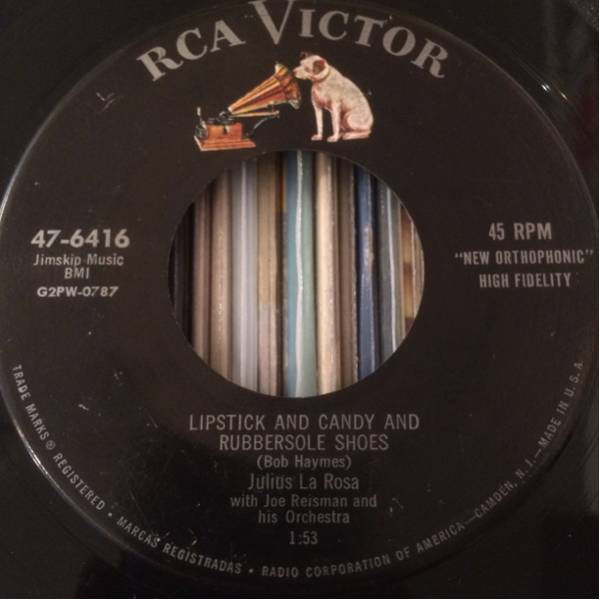 RCA VICTOR
47-6416
Jimskip Music
BMI
G2PW-0787
45 RPM
"NEW ORTHOPHONIC"
HIGH FIDELITY
LIPSTICK AND CANDY AND
RUBBERSOLE SHOES
(Bob Haymes)
Julius La Rosa
with Joe Reisman and
his Orchestra
1:53
TRADE MARKS ® REGISTERED • MARCAS REGISTRADAS • RADIO CORPORATION OF AMERICA—CAMDEN, N. J.—MADE IN U.S.A.